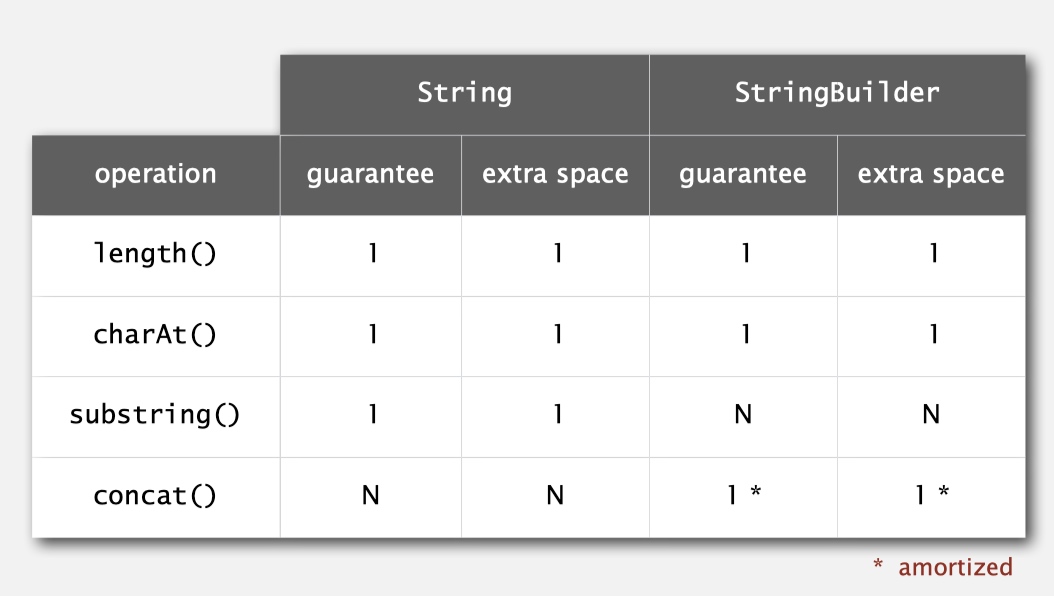 String StringBuilder
operation guarantee extra space guarantee extra space
length() 1 1 1 1
charAt() 1 1 1 1
substring() 1 1 N N
concat() N N 1 * 1 *
* amortized